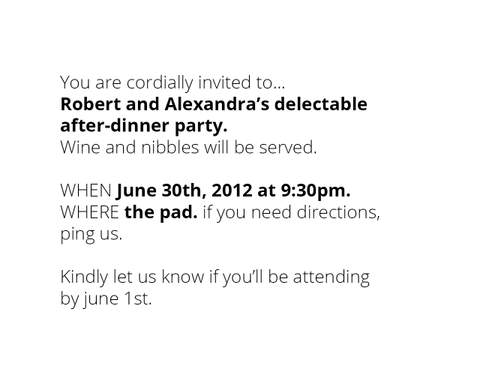 You are cordially invited to...
Robert and Alexandra’s delectable
after-dinner party.
Wine and nibbles will be served.
WHEN June 30th, 2012 at 9:30pm.
WHERE the pad. if you need directions,
ping us.
Kindly let us know if you’ll be attending
by june 1st.